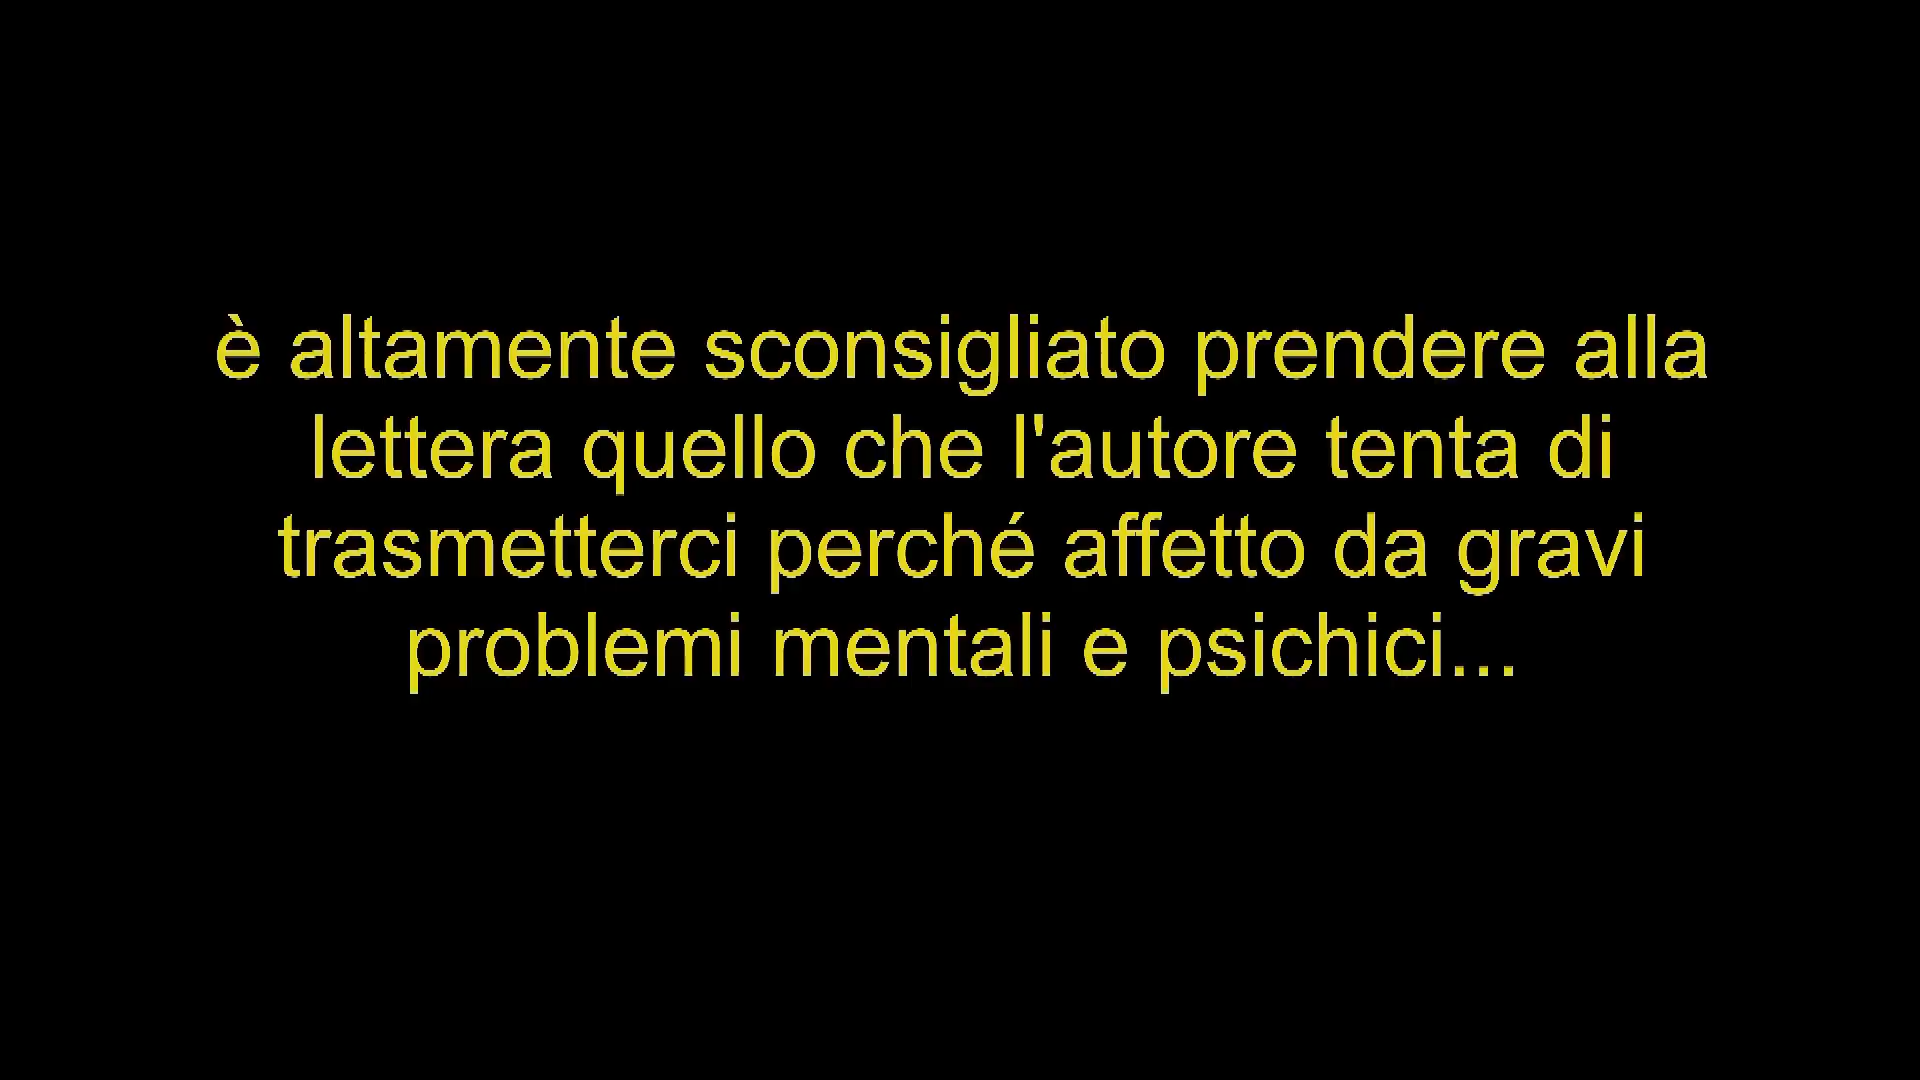 è altamente sconsigliato prendere alla
lettera quello che l'autore tenta di
trasmetterci perché affetto da gravi
problemi mentali e psichici...